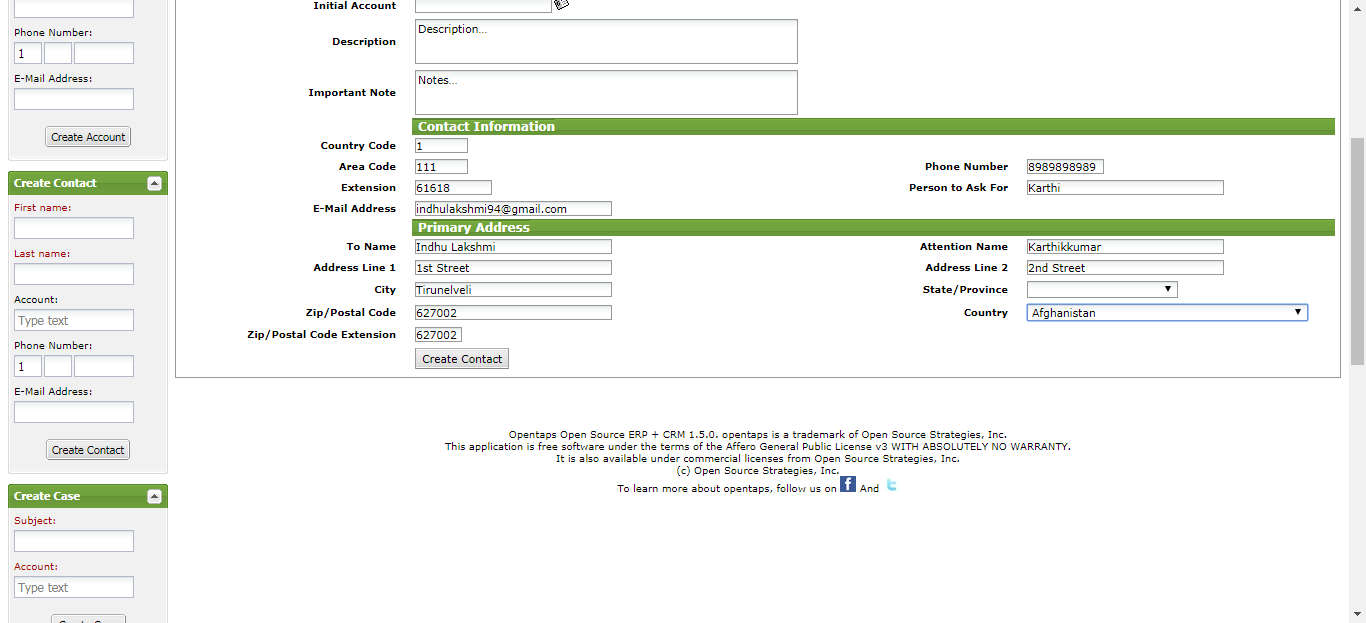 Phone Number:
1
E-Mail Address:
Create Account
Create Contact
First name:
Last name:
Account:
Type text
Phone Number:
1
E-Mail Address:
Create Contact
Create Case
Subject:
Account:
Type text
Initial Account
Description Description...
Important Note Notes...
Contact Information
Country Code 1
Area Code 111 Phone Number 8989898989
Extension 61618 Person to Ask For Karthi
E-Mail Address indhulakshmi94@gmail.com
Primary Address
To Name Indhu Lakshmi Attention Name Karthikkumar
Address Line 1 1st Street Address Line 2 2nd Street
City Tirunelveli State/Province
Zip/Postal Code 627002 Country Afghanistan
Zip/Postal Code Extension 627002
Create Contact
Opentaps Open Source ERP + CRM 1.5.0. opentaps is a trademark of Open Source Strategies, Inc.
This application is free software under the terms of the Affero General Public License v3 WITH ABSOLUTELY NO WARRANTY.
It is also available under commercial licenses from Open Source Strategies, Inc.
(c) Open Source Strategies, Inc.
To learn more about opentaps, follow us on f And t